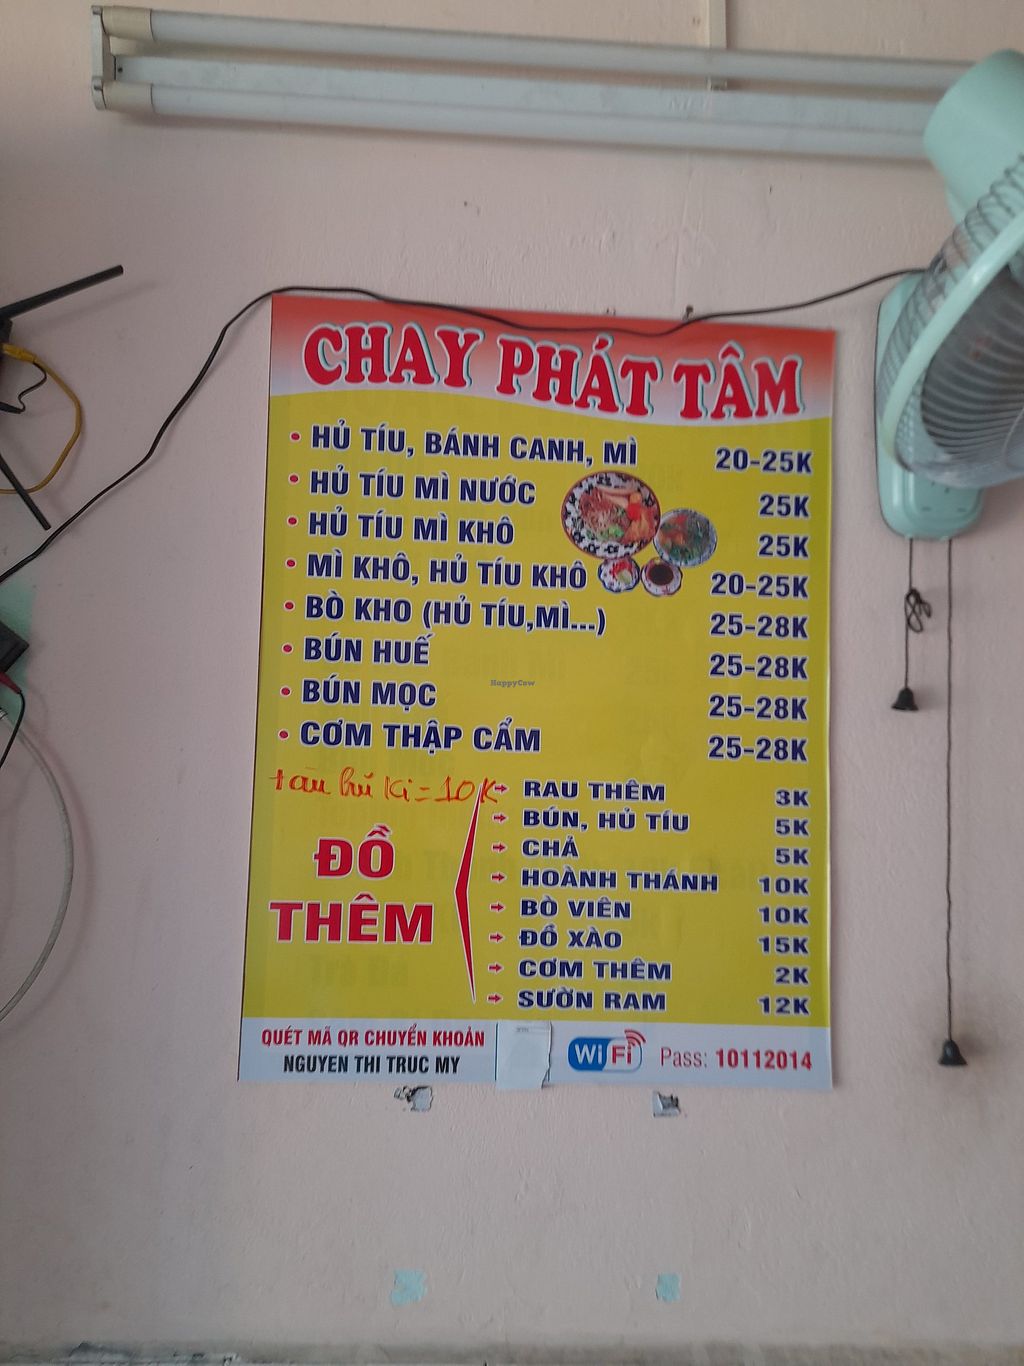 CHAY PHÁT TÂM
• HỦ TÍU, BÁNH CANH, MÌ 20-25K
• HỦ TÍU MÌ NƯỚC 25K
• HỦ TÍU MÌ KHÔ 25K
• MÌ KHÔ, HỦ TÍU KHÔ 20-25K
• BÒ KHO (HỦ TÍU,MÌ...) 25-28K
• BÚN HUẾ 25-28K
• BÚN MỌC 25-28K
• CƠM THẬP CẨM 25-28K
HappyCow
tàu hủ Ki = 10K
ĐỒ
THÊM
RAU THÊM 3K
BÚN, HỦ TÍU 5K
CHẢ 5K
HOÀNH THÁNH 10K
BÒ VIÊN 10K
ĐỒ XÀO 15K
CƠM THÊM 2K
SƯỜN RAM 12K
QUÉT MÃ QR CHUYỂN KHOẢN
NGUYEN THI TRUC MY
WiFi Pass: 10112014